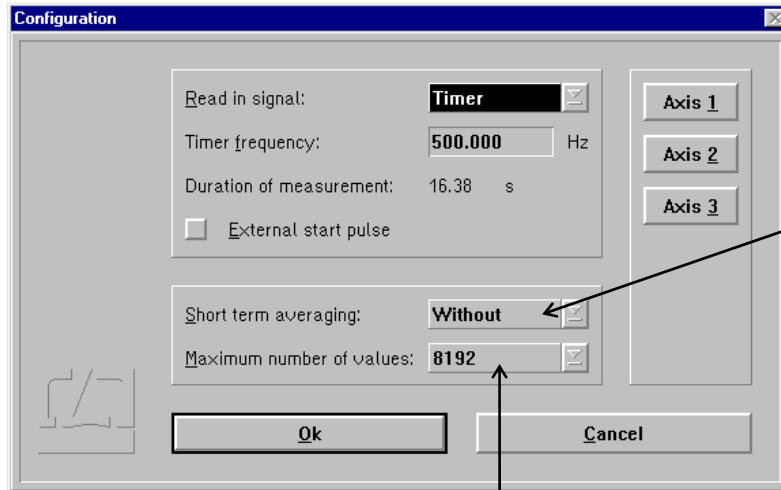 Configuration
Read in signal: Timer
Timer frequency: 500.000 Hz
Duration of measurement: 16.38 s
External start pulse
Axis 1
Axis 2
Axis 3
Short term averaging: Without
Maximum number of values: 8192
Ok Cancel